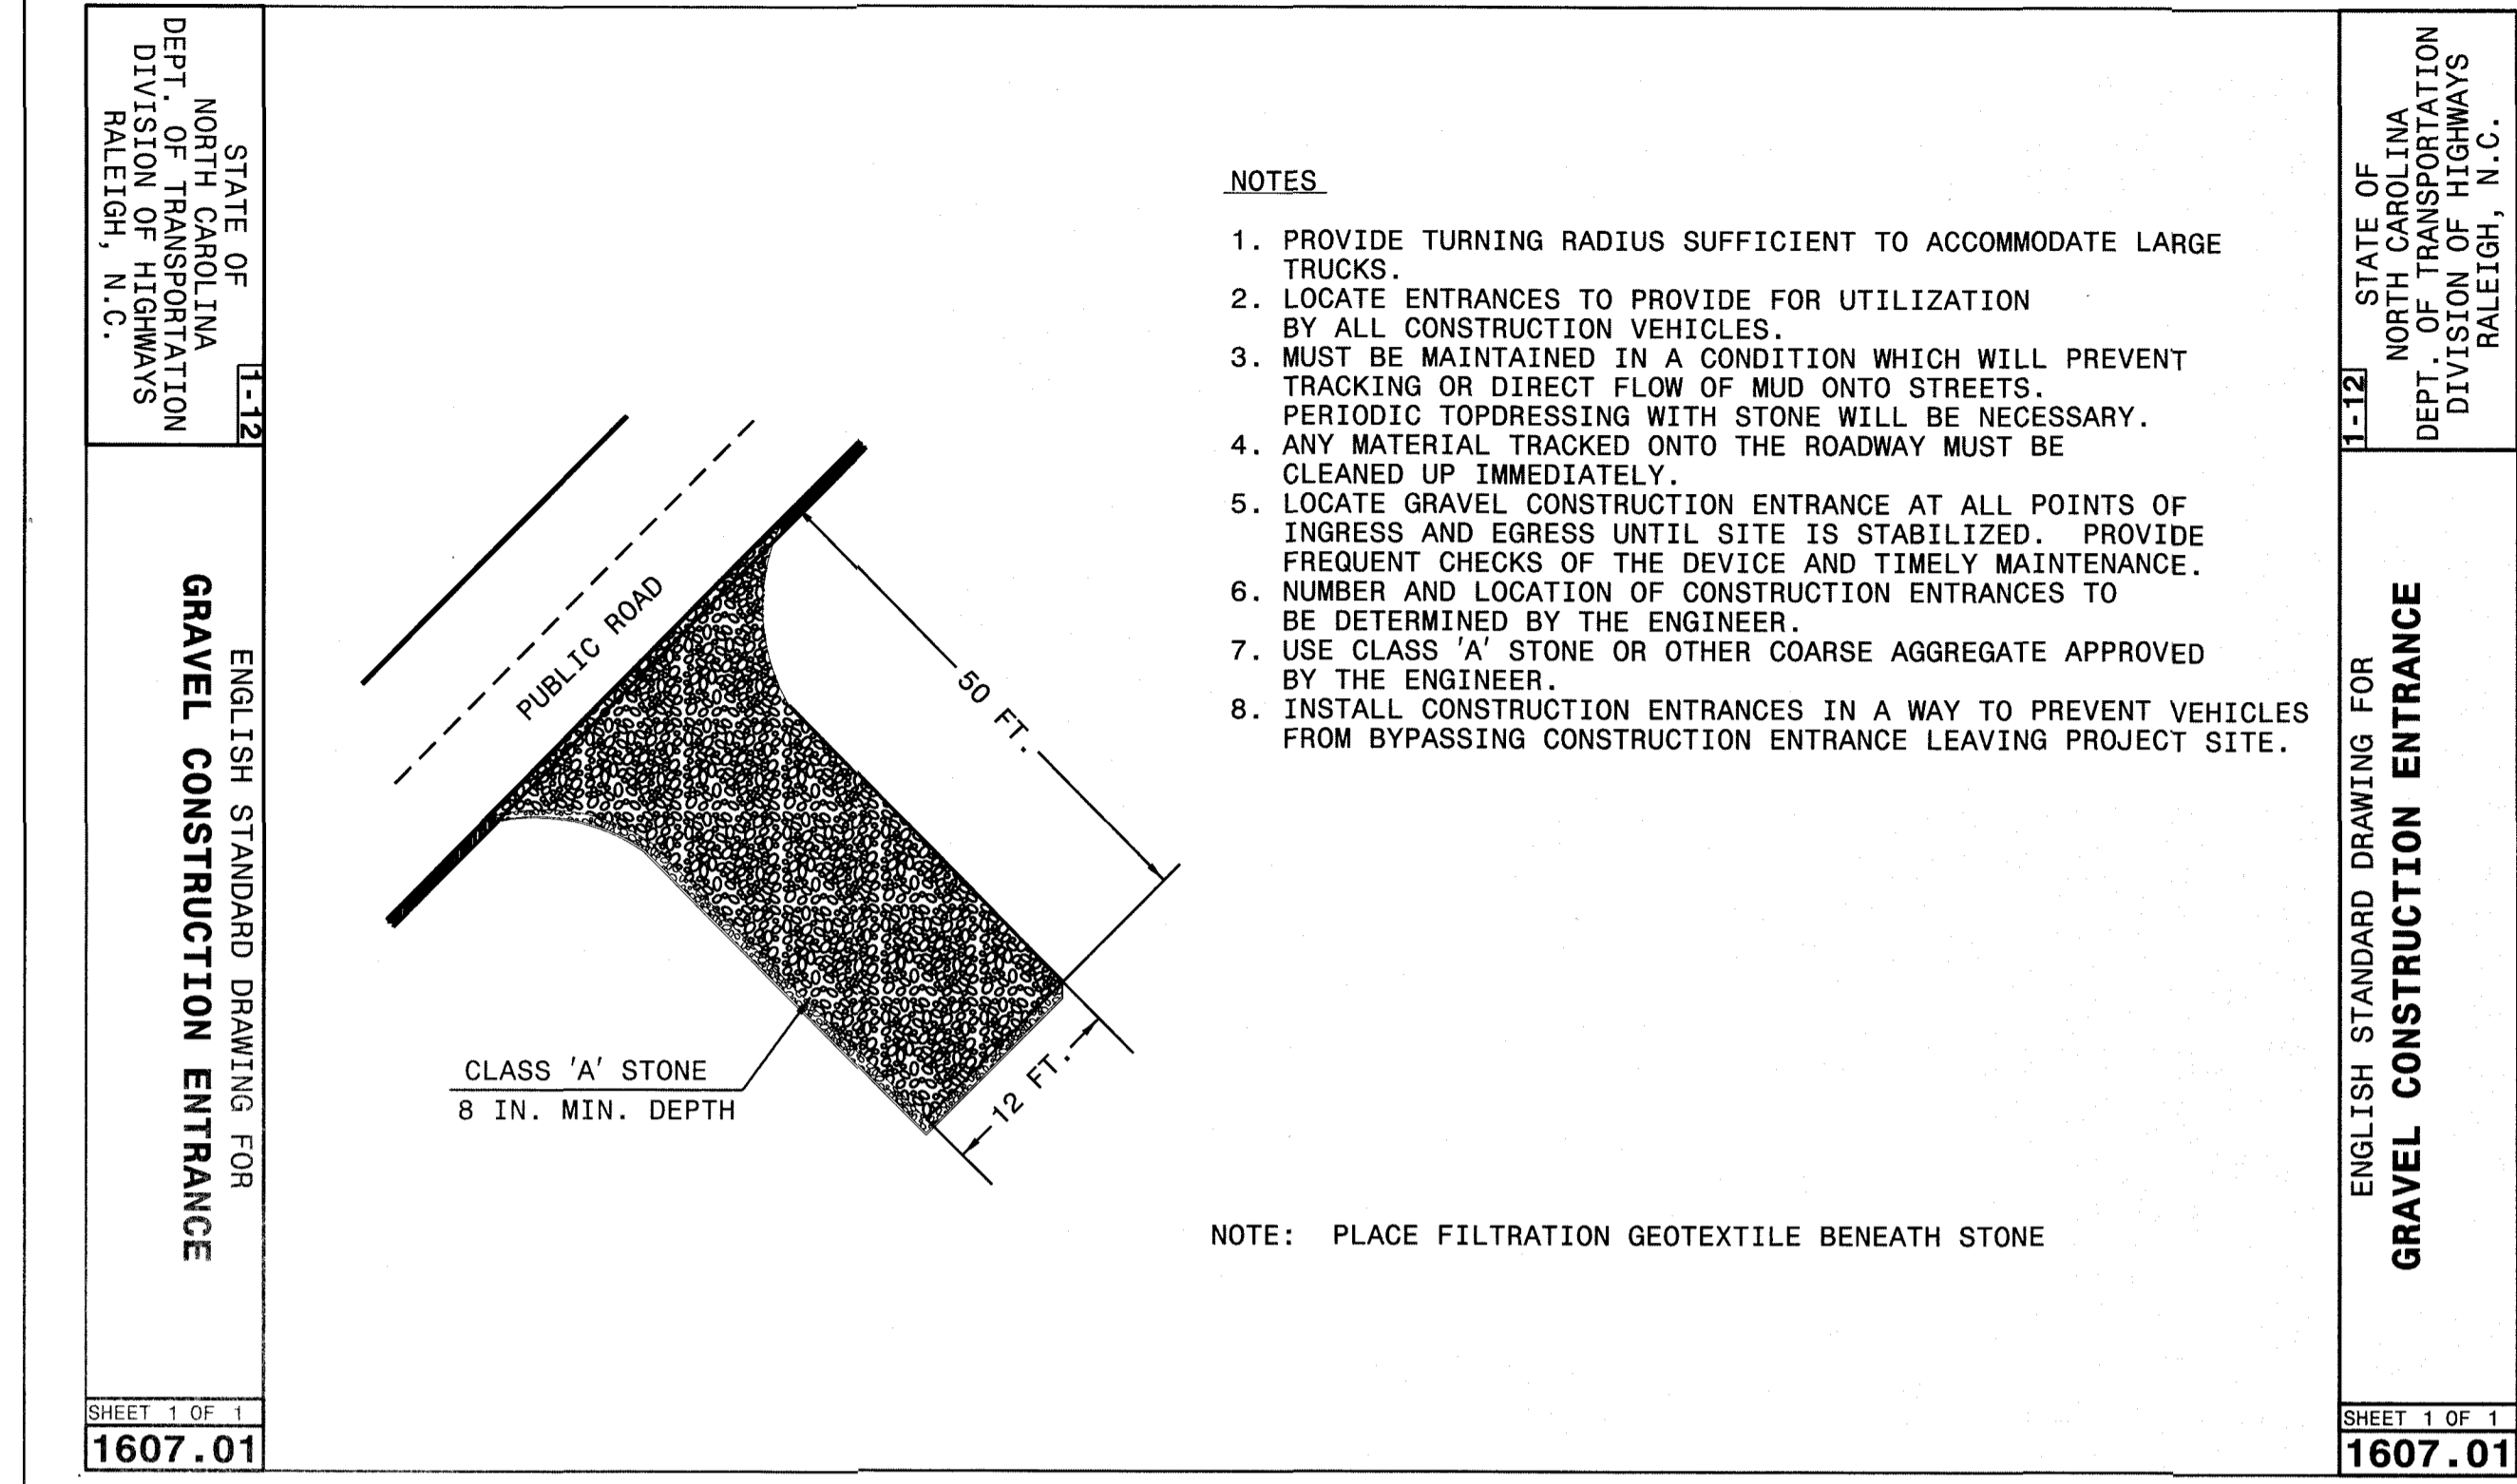 STATE OF
NORTH CAROLINA
DEPT. OF TRANSPORTATION
DIVISION OF HIGHWAYS
RALEIGH, N.C.
1-12
ENGLISH STANDARD DRAWING FOR
GRAVEL CONSTRUCTION ENTRANCE
SHEET 1 OF 1
1607.01
PUBLIC ROAD
50 FT.
12 FT.
CLASS 'A' STONE
8 IN. MIN. DEPTH
NOTES
1. PROVIDE TURNING RADIUS SUFFICIENT TO ACCOMMODATE LARGE
TRUCKS.
2. LOCATE ENTRANCES TO PROVIDE FOR UTILIZATION
BY ALL CONSTRUCTION VEHICLES.
3. MUST BE MAINTAINED IN A CONDITION WHICH WILL PREVENT
TRACKING OR DIRECT FLOW OF MUD ONTO STREETS.
PERIODIC TOPDRESSING WITH STONE WILL BE NECESSARY.
4. ANY MATERIAL TRACKED ONTO THE ROADWAY MUST BE
CLEANED UP IMMEDIATELY.
5. LOCATE GRAVEL CONSTRUCTION ENTRANCE AT ALL POINTS OF
INGRESS AND EGRESS UNTIL SITE IS STABILIZED. PROVIDE
FREQUENT CHECKS OF THE DEVICE AND TIMELY MAINTENANCE.
6. NUMBER AND LOCATION OF CONSTRUCTION ENTRANCES TO
BE DETERMINED BY THE ENGINEER.
7. USE CLASS 'A' STONE OR OTHER COARSE AGGREGATE APPROVED
BY THE ENGINEER.
8. INSTALL CONSTRUCTION ENTRANCES IN A WAY TO PREVENT VEHICLES
FROM BYPASSING CONSTRUCTION ENTRANCE LEAVING PROJECT SITE.
NOTE: PLACE FILTRATION GEOTEXTILE BENEATH STONE
STATE OF
NORTH CAROLINA
DEPT. OF TRANSPORTATION
DIVISION OF HIGHWAYS
RALEIGH, N.C.
1-12
ENGLISH STANDARD DRAWING FOR
GRAVEL CONSTRUCTION ENTRANCE
SHEET 1 OF 1
1607.01